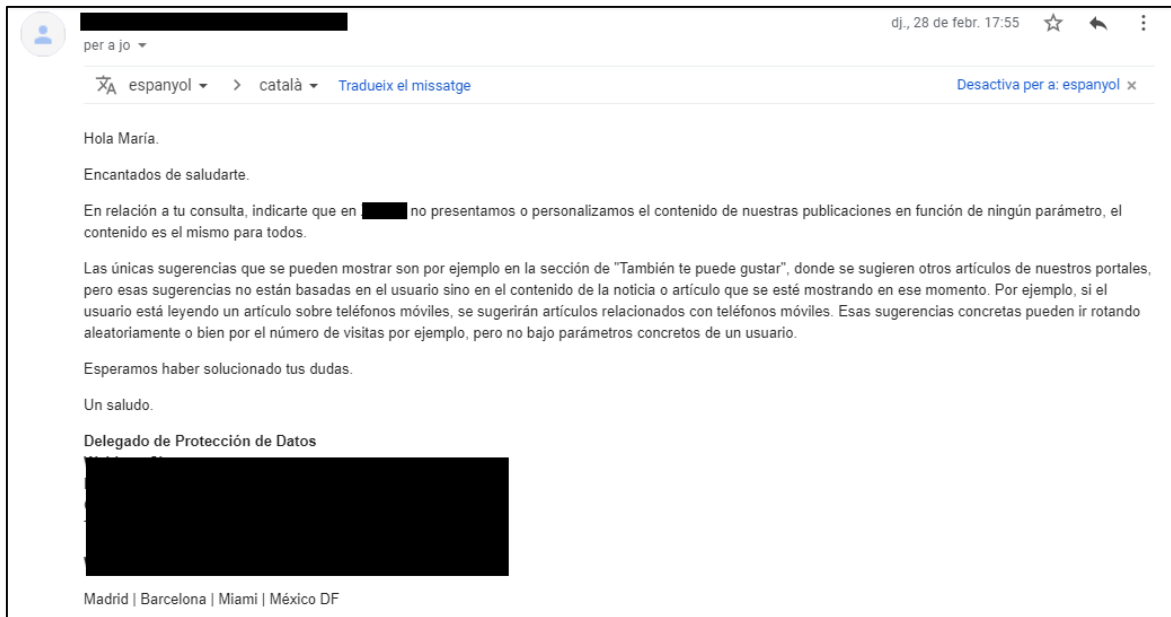 dj., 28 de febr. 17:55
per a jo
espanyol > català Tradueix el missatge Desactiva per a: espanyol ×
Hola María.
Encantados de saludarte.
En relación a tu consulta, indicarte que en no presentamos o personalizamos el contenido de nuestras publicaciones en función de ningún parámetro, el
contenido es el mismo para todos.
Las únicas sugerencias que se pueden mostrar son por ejemplo en la sección de "También te puede gustar", donde se sugieren otros artículos de nuestros portales,
pero esas sugerencias no están basadas en el usuario sino en el contenido de la noticia o artículo que se esté mostrando en ese momento. Por ejemplo, si el
usuario está leyendo un artículo sobre teléfonos móviles, se sugerirán artículos relacionados con teléfonos móviles. Esas sugerencias concretas pueden ir rotando
aleatoriamente o bien por el número de visitas por ejemplo, pero no bajo parámetros concretos de un usuario.
Esperamos haber solucionado tus dudas.
Un saludo.
Delegado de Protección de Datos
Madrid | Barcelona | Miami | México DF